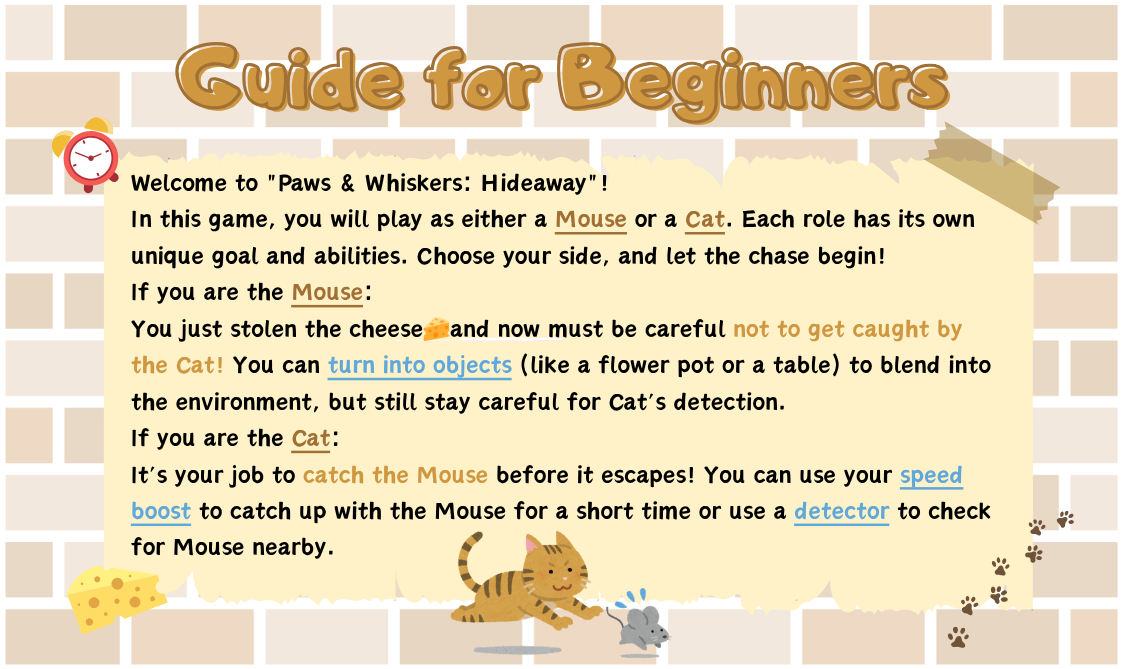 Guide for Beginners
Welcome to "Paws & Whiskers: Hideaway"!
In this game, you will play as either a Mouse or a Cat. Each role has its own
unique goal and abilities. Choose your side, and let the chase begin!
If you are the Mouse:
You just stolen the cheese🧀and now must be careful not to get caught by
the Cat! You can turn into objects (like a flower pot or a table) to blend into
the environment, but still stay careful for Cat's detection.
If you are the Cat:
It's your job to catch the Mouse before it escapes! You can use your speed
boost to catch up with the Mouse for a short time or use a detector to check
for Mouse nearby.